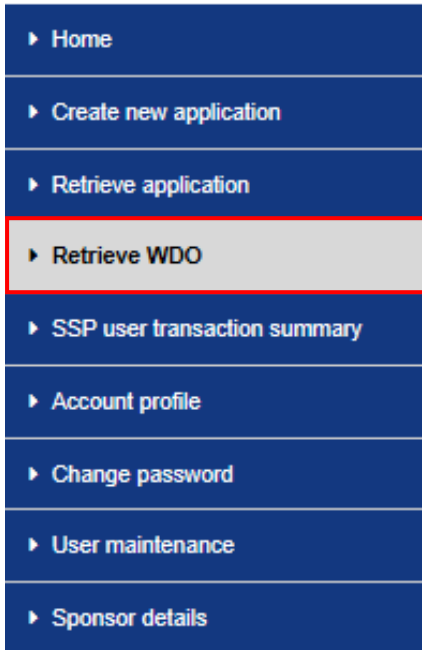 Home
Create new application
Retrieve application
Retrieve WDO
SSP user transaction summary
Account profile
Change password
User maintenance
Sponsor details